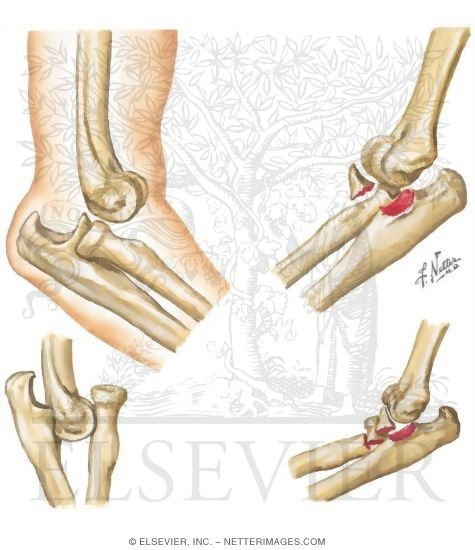 F. Netter
M.D.
ELSEVIER
© ELSEVIER, INC. – NETTERIMAGES.COM